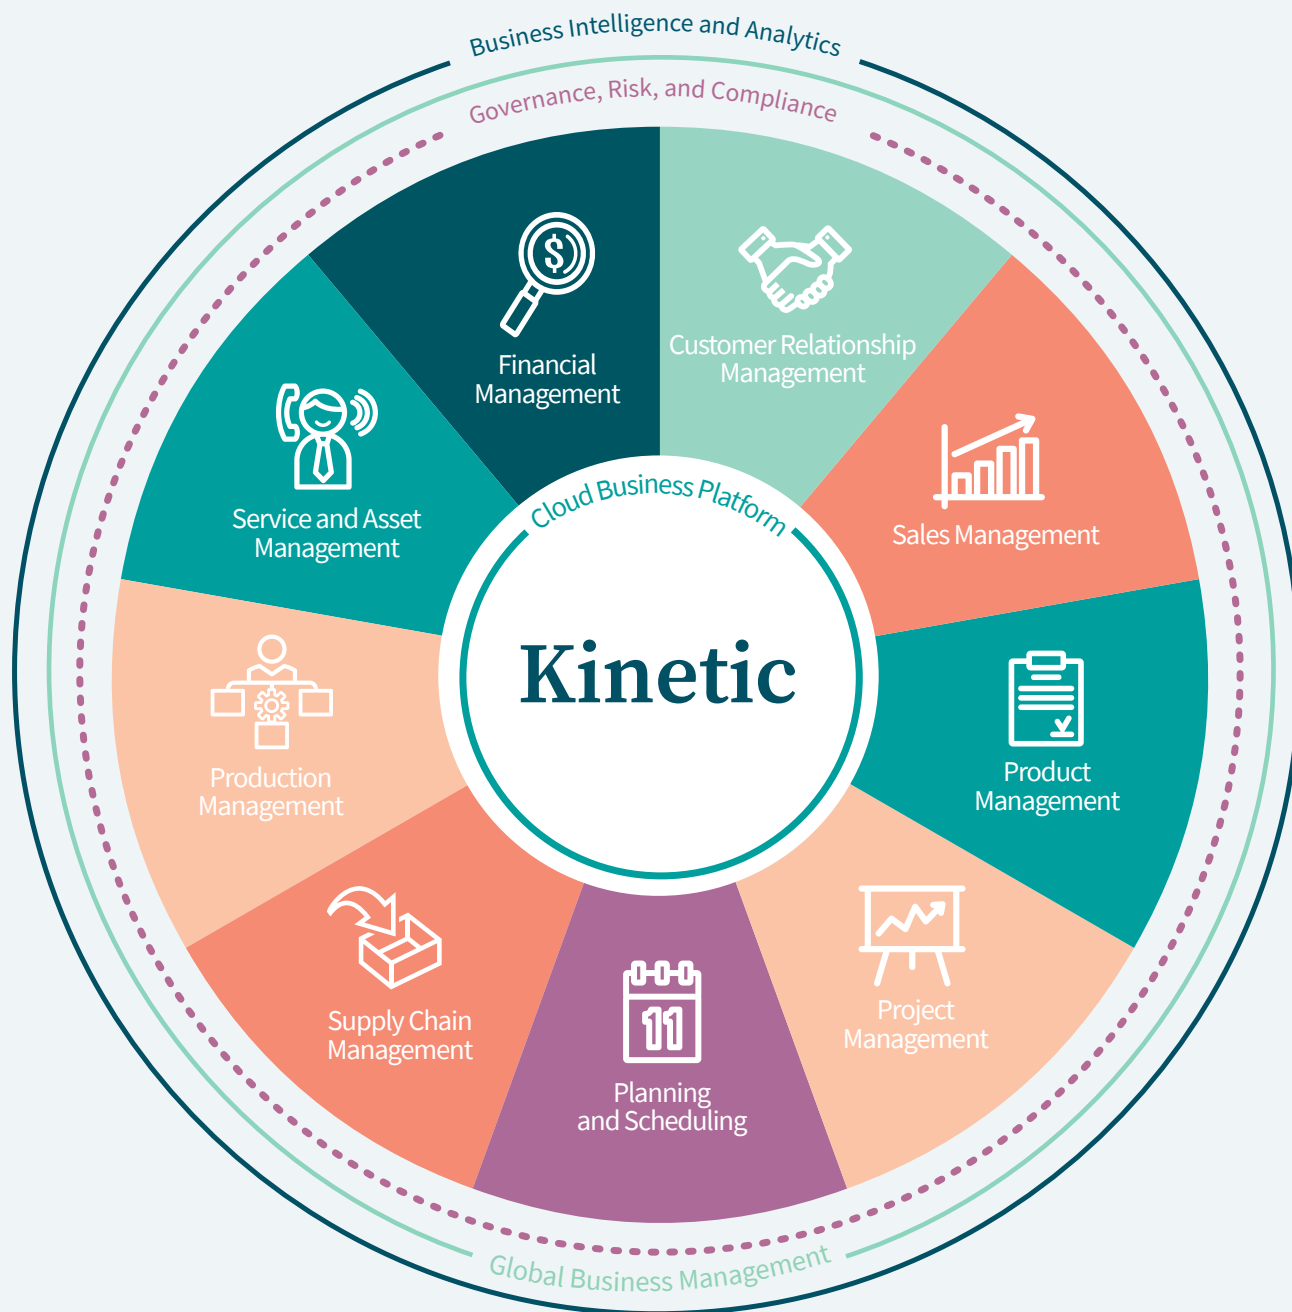 Business Intelligence and Analytics
Governance, Risk, and Compliance
Financial
Management
Customer Relationship
Management
Service and Asset
Management
Sales Management
Cloud Business Platform
Kinetic
Production
Management
Product
Management
Supply Chain
Management
11
Planning
and Scheduling
Project
Management
Global Business Management
$